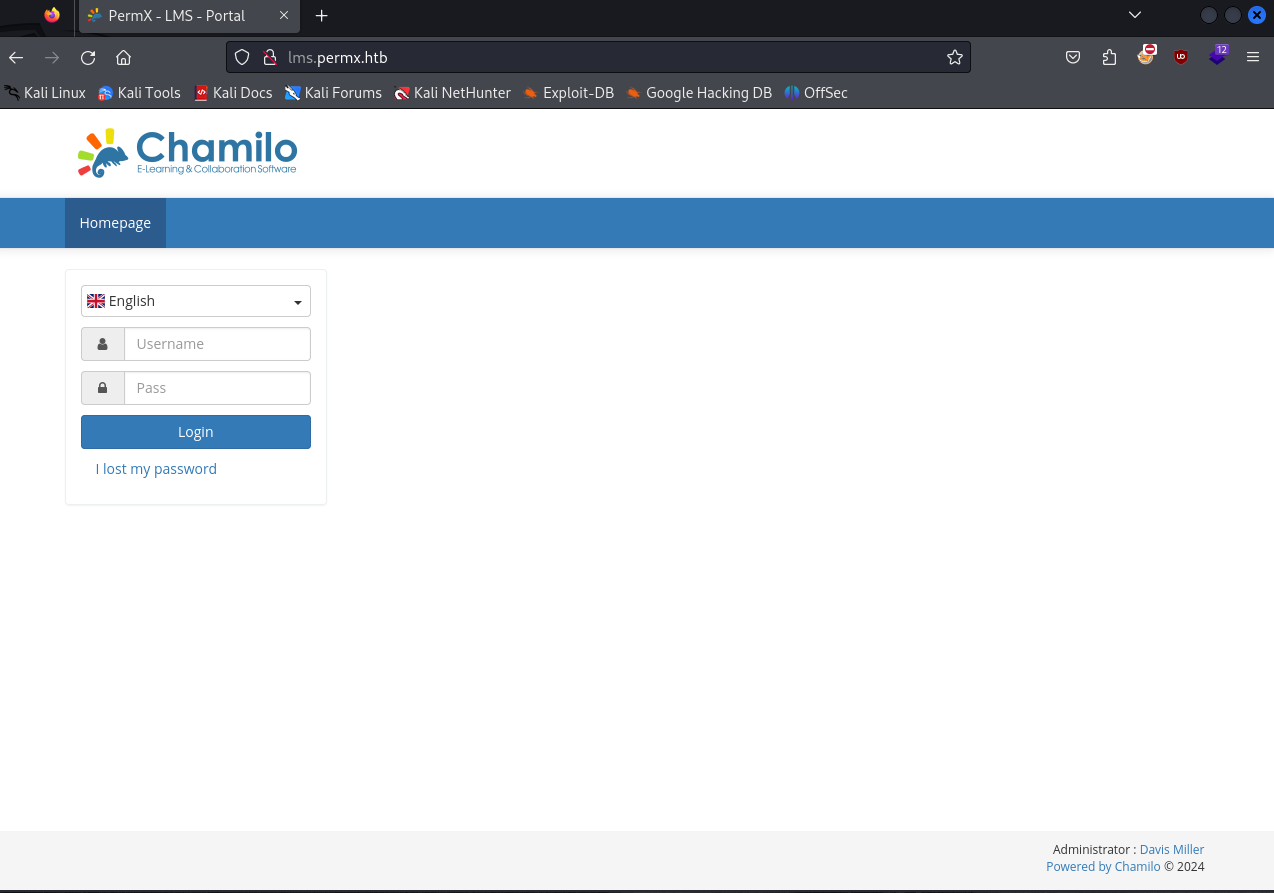 PermX - LMS - Portal
lms.permx.htb
12
Kali Linux Kali Tools Kali Docs Kali Forums Kali NetHunter Exploit-DB Google Hacking DB OffSec
Chamilo
E-Learning & Collaboration Software
Homepage
English
Username
Pass
Login
I lost my password
Administrator : Davis Miller
Powered by Chamilo © 2024